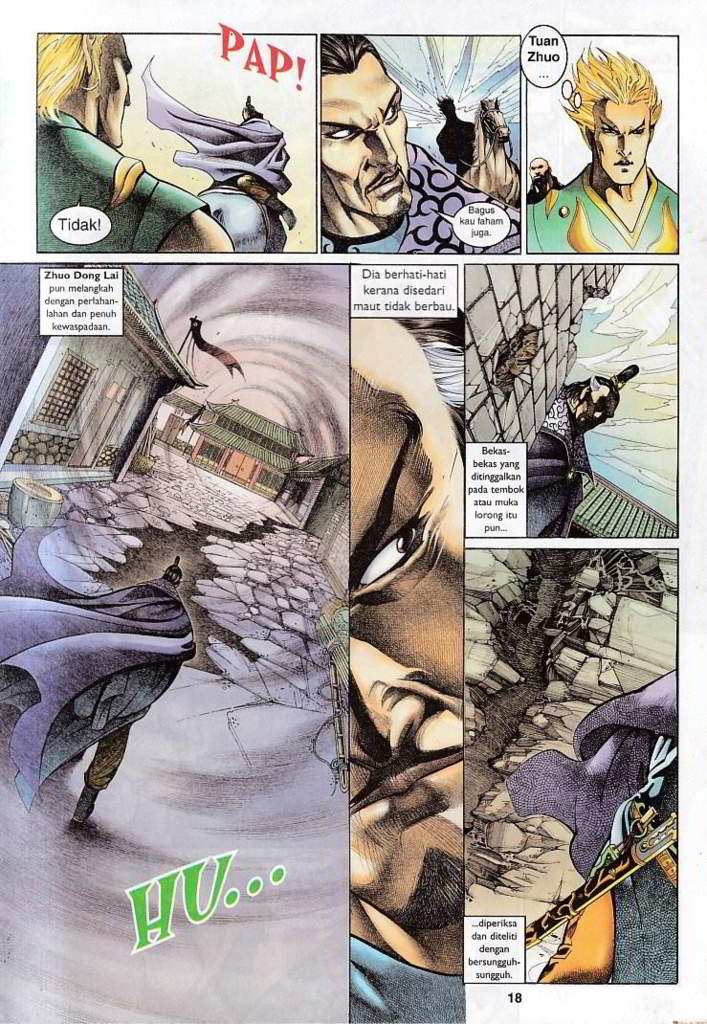 PAP!
Tidak!
Bagus
kau faham
juga.
Tuan
Zhuo
...
Zhuo Dong Lai
pun melangkah
dengan perlahan-
lahan dan penuh
kewaspadaan.
Dia berhati-hati
kerana disedari
maut tidak berbau.
Bekas-
bekas yang
ditinggalkan
pada tembok
atau muka
lorong itu
pun...
HU...
...diperiksa
dan diteliti
dengan
bersungguh-
sungguh.
18